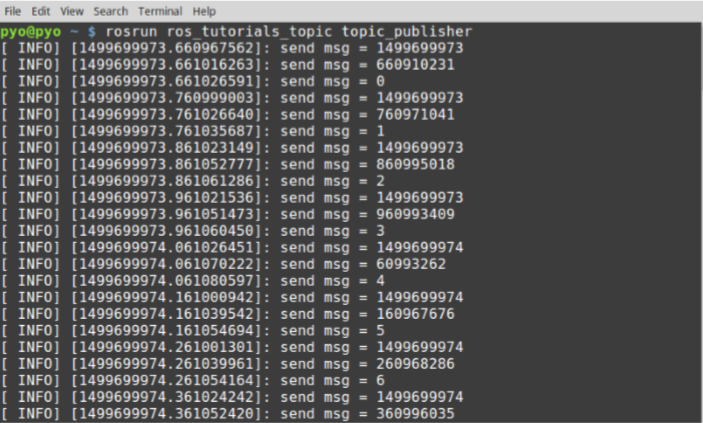 File Edit View Search Terminal Help
pyo@pyo ~ $ rosrun ros_tutorials_topic topic_publisher
[ INFO] [1499699973.660967562]: send msg = 1499699973
[ INFO] [1499699973.661016263]: send msg = 660910231
[ INFO] [1499699973.661026591]: send msg = 0
[ INFO] [1499699973.760999003]: send msg = 1499699973
[ INFO] [1499699973.761026640]: send msg = 760971041
[ INFO] [1499699973.761035687]: send msg = 1
[ INFO] [1499699973.861023149]: send msg = 1499699973
[ INFO] [1499699973.861052777]: send msg = 860995018
[ INFO] [1499699973.861061286]: send msg = 2
[ INFO] [1499699973.961021536]: send msg = 1499699973
[ INFO] [1499699973.961051473]: send msg = 960993409
[ INFO] [1499699973.961060450]: send msg = 3
[ INFO] [1499699974.061026451]: send msg = 1499699974
[ INFO] [1499699974.061070222]: send msg = 60993262
[ INFO] [1499699974.061080597]: send msg = 4
[ INFO] [1499699974.161000942]: send msg = 1499699974
[ INFO] [1499699974.161039542]: send msg = 160967676
[ INFO] [1499699974.161054694]: send msg = 5
[ INFO] [1499699974.261001301]: send msg = 1499699974
[ INFO] [1499699974.261039961]: send msg = 260968286
[ INFO] [1499699974.261054164]: send msg = 6
[ INFO] [1499699974.361024242]: send msg = 1499699974
[ INFO] [1499699974.361052420]: send msg = 360996035